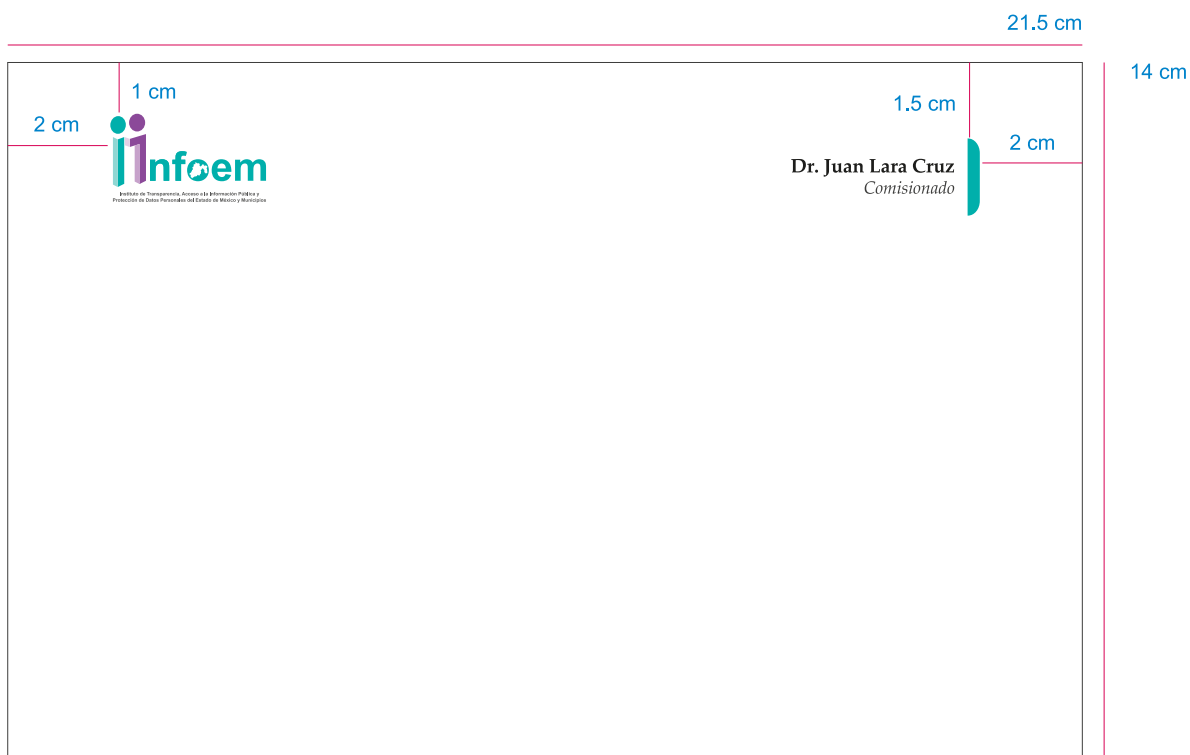 21.5 cm
14 cm
1 cm
1.5 cm
2 cm
2 cm
infoem
Dr. Juan Lara Cruz
Comisionado
Instituto de Transparencia, Acceso a la Información Pública y
Protección de Datos Personales del Estado de México y Municipios